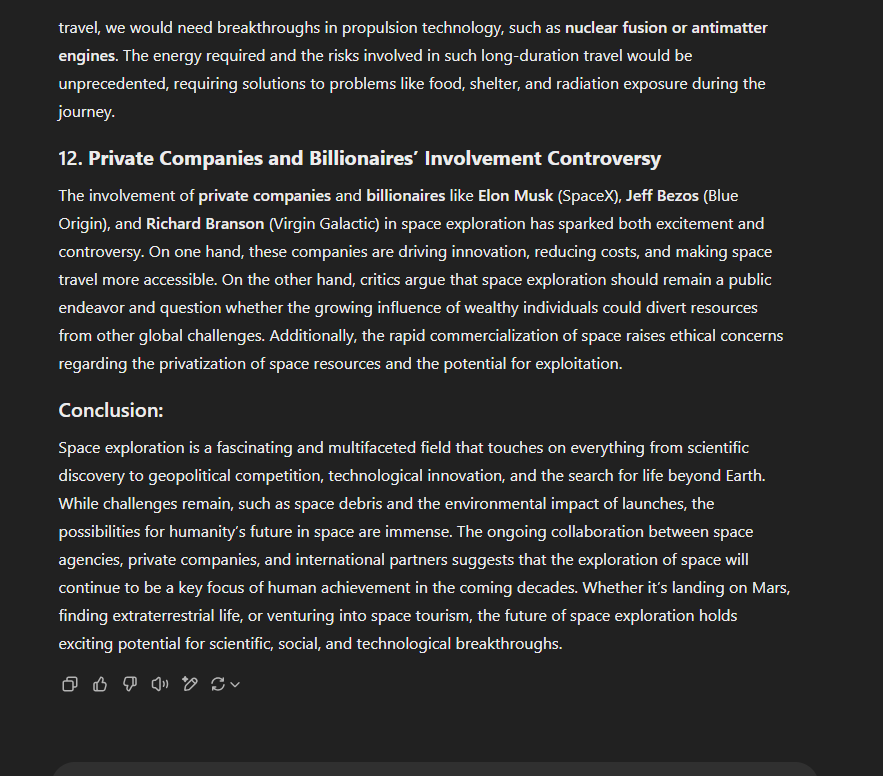 travel, we would need breakthroughs in propulsion technology, such as nuclear fusion or antimatter
engines. The energy required and the risks involved in such long-duration travel would be
unprecedented, requiring solutions to problems like food, shelter, and radiation exposure during the
journey.
12. Private Companies and Billionaires’ Involvement Controversy
The involvement of private companies and billionaires like Elon Musk (SpaceX), Jeff Bezos (Blue
Origin), and Richard Branson (Virgin Galactic) in space exploration has sparked both excitement and
controversy. On one hand, these companies are driving innovation, reducing costs, and making space
travel more accessible. On the other hand, critics argue that space exploration should remain a public
endeavor and question whether the growing influence of wealthy individuals could divert resources
from other global challenges. Additionally, the rapid commercialization of space raises ethical concerns
regarding the privatization of space resources and the potential for exploitation.
Conclusion:
Space exploration is a fascinating and multifaceted field that touches on everything from scientific
discovery to geopolitical competition, technological innovation, and the search for life beyond Earth.
While challenges remain, such as space debris and the environmental impact of launches, the
possibilities for humanity’s future in space are immense. The ongoing collaboration between space
agencies, private companies, and international partners suggests that the exploration of space will
continue to be a key focus of human achievement in the coming decades. Whether it’s landing on Mars,
finding extraterrestrial life, or venturing into space tourism, the future of space exploration holds
exciting potential for scientific, social, and technological breakthroughs.